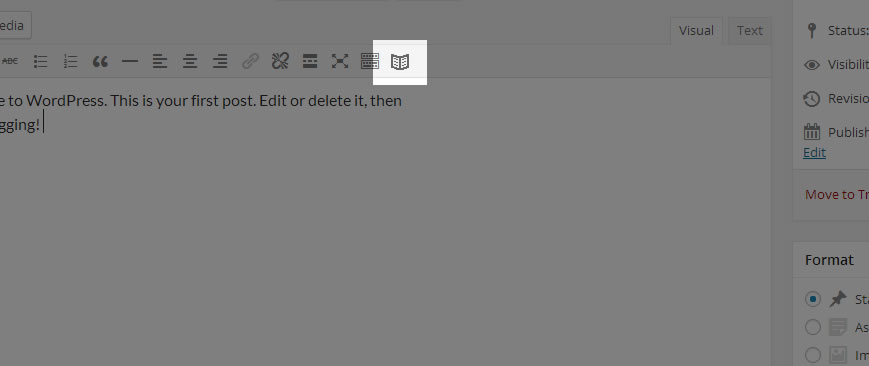 edia
Visual
Text
ABC
e to WordPress. This is your first post. Edit or delete it, then
gging!
Status:
Visibilit
Revisio
Publish
Edit
Move to Tr
Format
Sta
As
Im